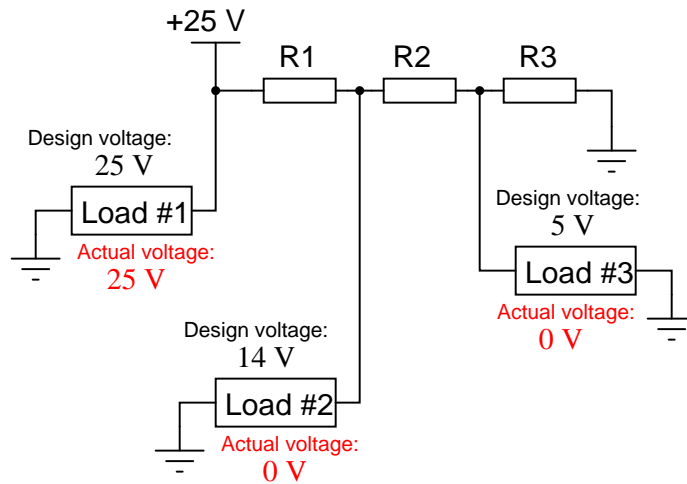 +25 V
R1
R2
R3
Design voltage:
25 V
Load #1
Actual voltage:
25 V
Design voltage:
5 V
Load #3
Actual voltage:
0 V
Design voltage:
14 V
Load #2
Actual voltage:
0 V